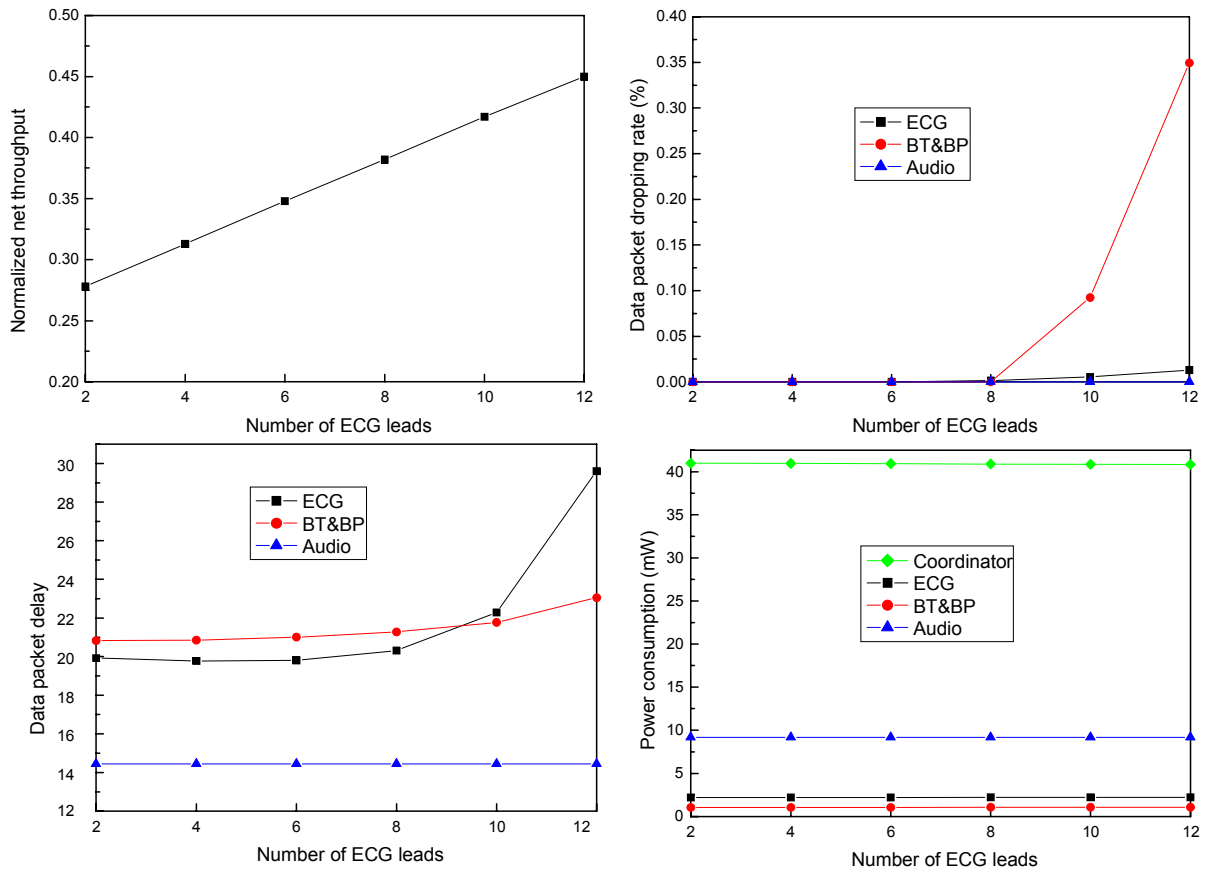 0.50
0.45
0.40
0.35
0.30
0.25
0.20
Normalized net throughput
2 4 6 8 10 12
Number of ECG leads
0.40
0.35
0.30
0.25
0.20
0.15
0.10
0.05
0.00
Data packet dropping rate (%)
ECG
BT&BP
Audio
2 4 6 8 10 12
Number of ECG leads
30
28
26
24
22
20
18
16
14
12
Data packet delay
ECG
BT&BP
Audio
2 4 6 8 10 12
Number of ECG leads
40
35
30
25
20
15
10
5
0
Power consumption (mW)
Coordinator
ECG
BT&BP
Audio
2 4 6 8 10 12
Number of ECG leads